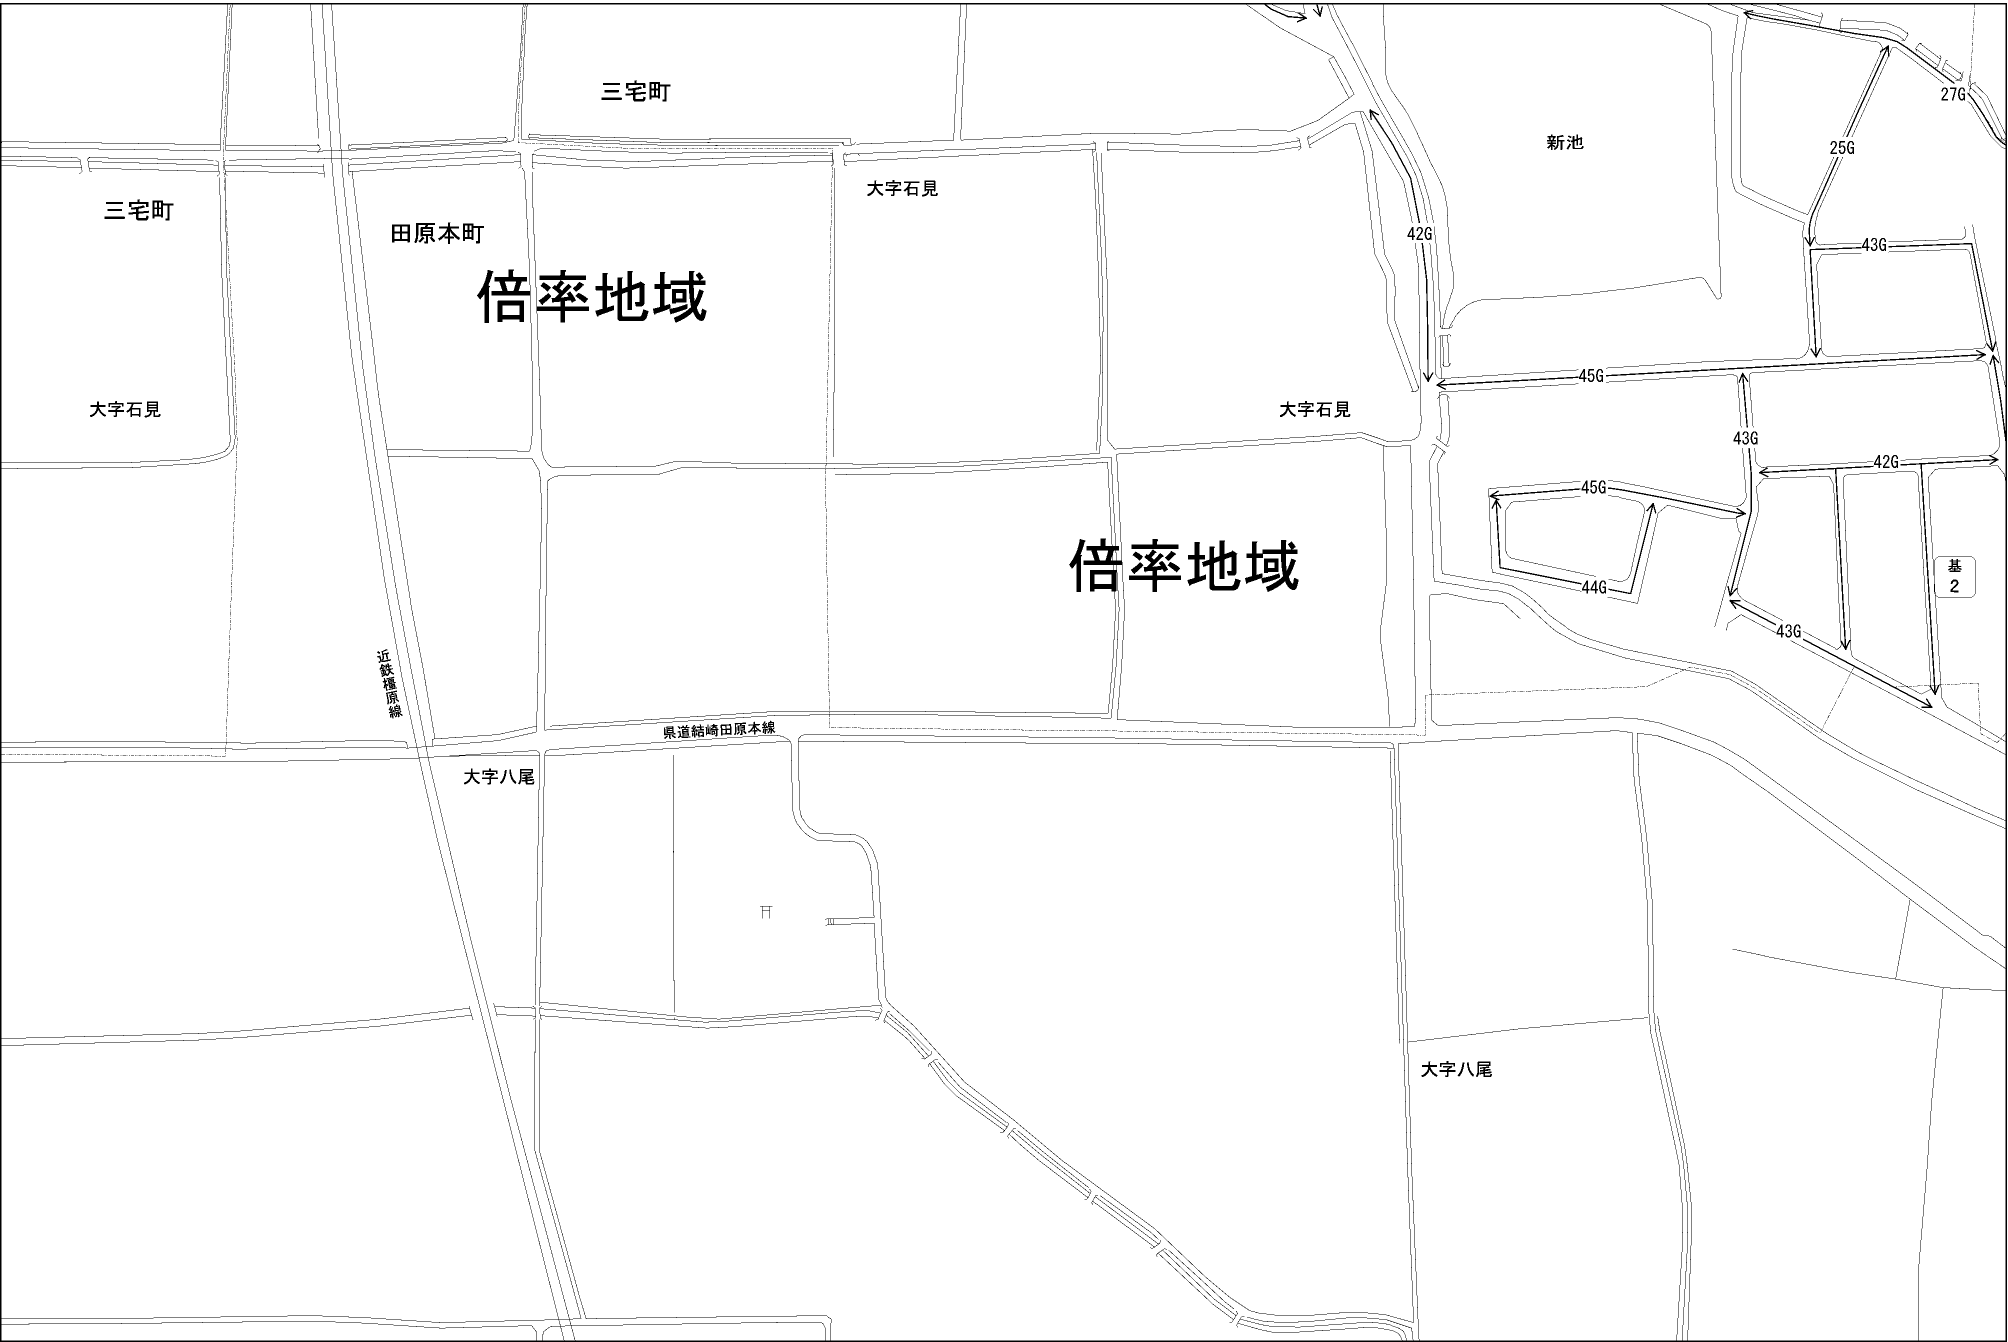 三宅町
27G
新池
25G
大字石見
三宅町
田原本町
42G
43G
倍率地域
45G
大字石見
大字石見
43G
42G
45G
倍率地域
基
2
44G
43G
近鉄橿原線
県道結崎田原本線
大字八尾
大字八尾